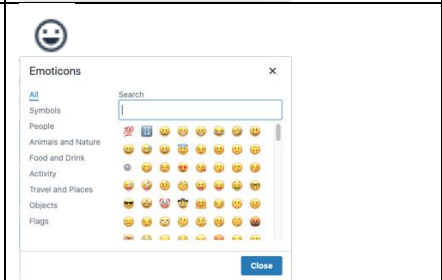 Emoticons
All
Search
Symbols
People
Animals and Nature
Food and Drink
Activity
Travel and Places
Objects
Flags
Close